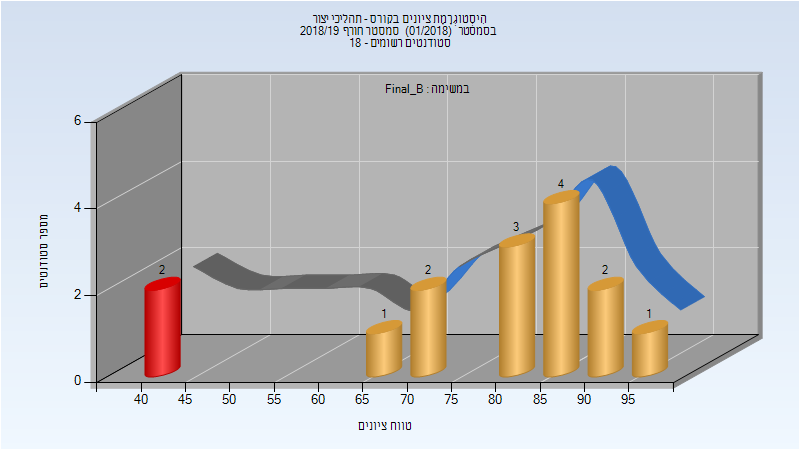 היסטוגרמת ציונים בקורס - תהליכי יצור
בסמסטר (01/2018) סמסטר חורף 2018/19
סטודנטים רשומים - 18
במשימה : Final_B
מספר סטודנטים
6
4
2
0
2
1
2
3
4
2
1
40 45 50 55 60 65 70 75 80 85 90 95
טווח ציונים